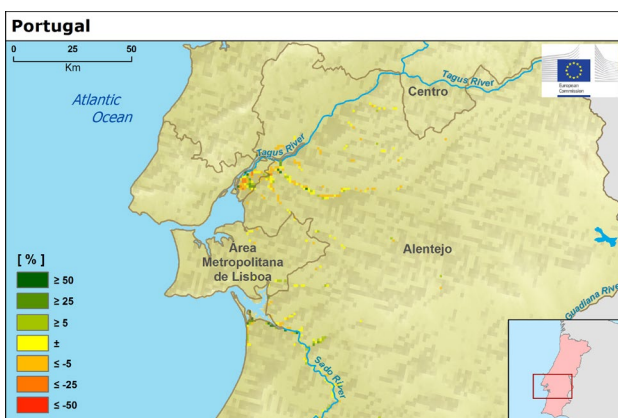 Portugal
0 25 50
Km
Atlantic
Ocean
Tagus River
Centro
Tagus River
European
Commission
Área
Metropolitana
de Lisboa
Alentejo
Guadiana River
Sado River
[ % ]
≥ 50
≥ 25
≥ 5
±
≤ -5
≤ -25
≤ -50